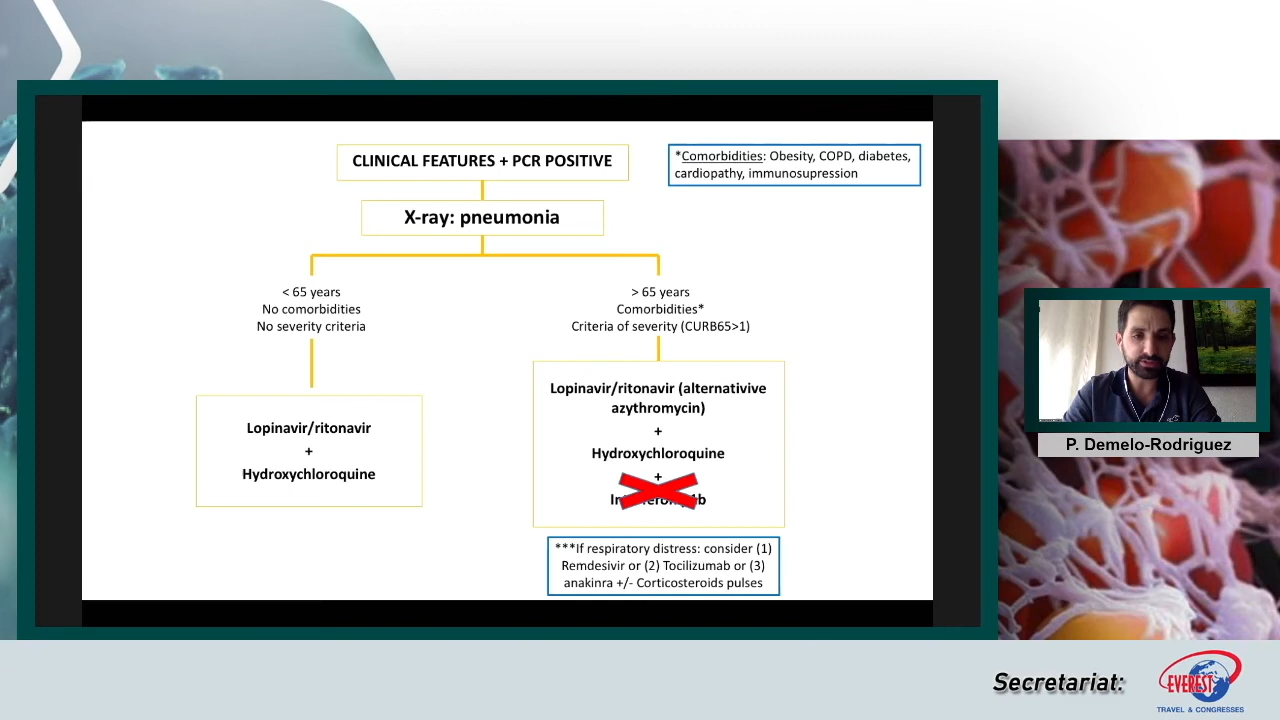 CLINICAL FEATURES + PCR POSITIVE
*Comorbidities: Obesity, COPD, diabetes,
cardiopathy, immunosupression
X-ray: pneumonia
< 65 years
No comorbidities
No severity criteria
> 65 years
Comorbidities*
Criteria of severity (CURB65>1)
Lopinavir/ritonavir
+
Hydroxychloroquine
Lopinavir/ritonavir (alternativive
azythromycin)
+
Hydroxychloroquine
+
***If respiratory distress: consider (1)
Remdesivir or (2) Tocilizumab or (3)
anakinra +/- Corticosteroids pulses
P. Demelo-Rodriguez
Secretariat:
EVEREST
TRAVEL & CONGRESSES